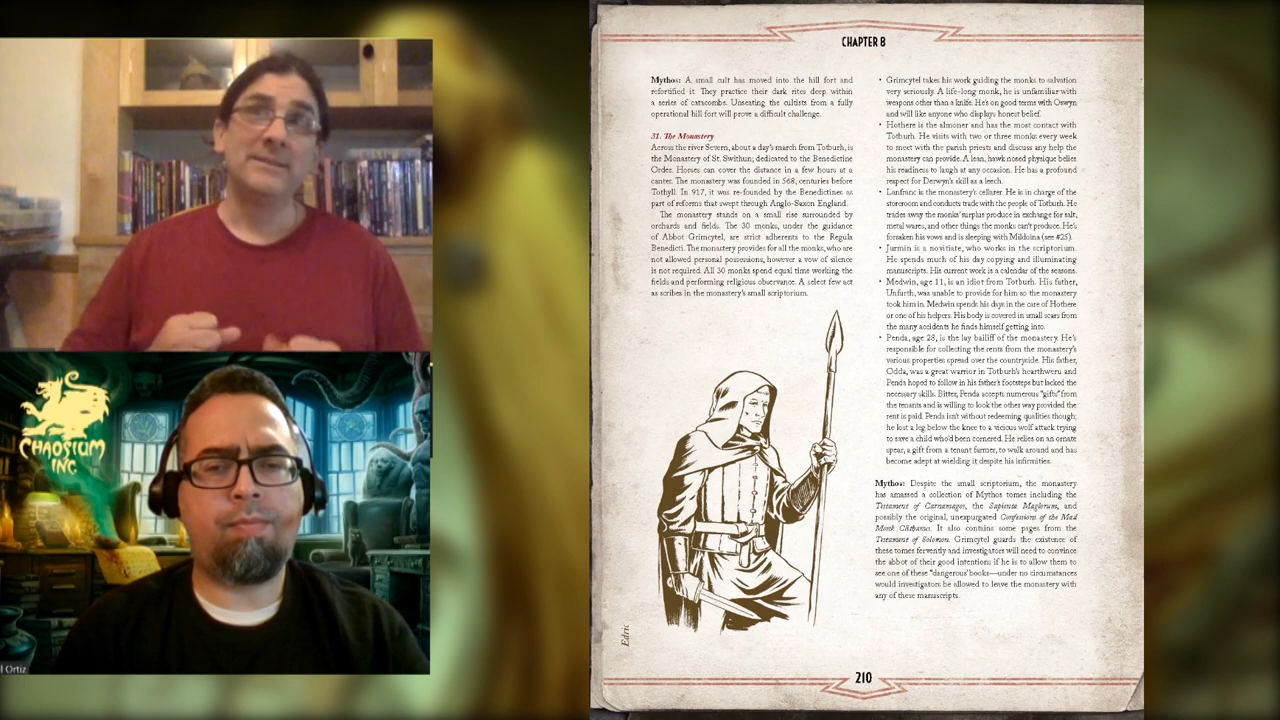 CHAOSIUM
INC
l Ortiz
CHAPTER 8
Mythos: A small cult has moved into the hill fort and
refortified it. They practice their dark rites deep within
a series of catacombs. Unseating the cultists from a fully
operational hill fort will prove a difficult challenge.
31. The Monastery
Across the river Severn, about a day's march from Totburh, is
the Monastery of St. Swithun; dedicated to the Benedictine
Order. Horses can cover the distance in a few hours at a
canter. The monastery was founded in 568, centuries before
Tothyll. In 917, it was re-founded by the Benedictines as
part of reforms that swept through Anglo-Saxon England.
The monastery stands on a small rise surrounded by
orchards and fields. The 30 monks, under the guidance
of Abbot Grimcytel, are strict adherents to the Regula
Benedicti. The monastery provides for all the monks, who are
not allowed personal possessions, however a vow of silence
is not required. All 30 monks spend equal time working the
fields and performing religious observance. A select few act
as scribes in the monastery's small scriptorium.
Edric
• Grimcytel takes his work guiding the monks to salvation
very seriously. A life-long monk, he is unfamiliar with
weapons other than a knife. He's on good terms with Oswyn
and will like anyone who displays honest belief.
• Hothere is the almoner and has the most contact with
Totburh. He visits with two or three monks every week
to meet with the parish priests and discuss any help the
monastery can provide. A lean, hawk nosed physique belies
his readiness to laugh at any occasion. He has a profound
respect for Derwyn's skill as a leech.
• Lanfranc is the monastery's cellarer. He is in charge of the
storeroom and conducts trade with the people of Totburh. He
trades away the monks' surplus produce in exchange for salt,
metal wares, and other things the monks can't produce. He's
forsaken his vows and is sleeping with Mildoina (see #25).
• Jurmin is a novitiate, who works in the scriptorium.
He spends much of his day copying and illuminating
manuscripts. His current work is a calendar of the seasons.
• Medwin, age 11, is an idiot from Totburh. His father,
Unfurth, was unable to provide for him so the monastery
took him in. Medwin spends his days in the care of Hothere
or one of his helpers. His body is covered in small scars from
the many accidents he finds himself getting into.
• Penda, age 28, is the lay bailiff of the monastery. He's
responsible for collecting the rents from the monastery's
various properties spread over the countryside. His father,
Odda, was a great warrior in Totburh's hearthweru and
Penda hoped to follow in his father's footsteps but lacked the
necessary skills. Bitter, Penda accepts numerous "gifts" from
the tenants and is willing to look the other way provided the
rent is paid. Penda isn't without redeeming qualities though;
he lost a leg below the knee to a vicious wolf attack trying
to save a child who'd been cornered. He relies on an ornate
spear, a gift from a tenant farmer, to walk around and has
become adept at wielding it despite his infirmities.
Mythos: Despite the small scriptorium, the monastery
has amassed a collection of Mythos tomes including the
Testament of Carnamagos, the Sapientia Maglorum, and
possibly the original, unexpurgated Confessions of the Mad
Monk Clithanus. It also contains some pages from the
Testament of Solomon. Grimcytel guards the existence of
these tomes fervently and investigators will need to convince
the abbot of their good intentions if he is to allow them to
see one of these "dangerous' books—under no circumstances
would investigators be allowed to leave the monastery with
any of these manuscripts.
210